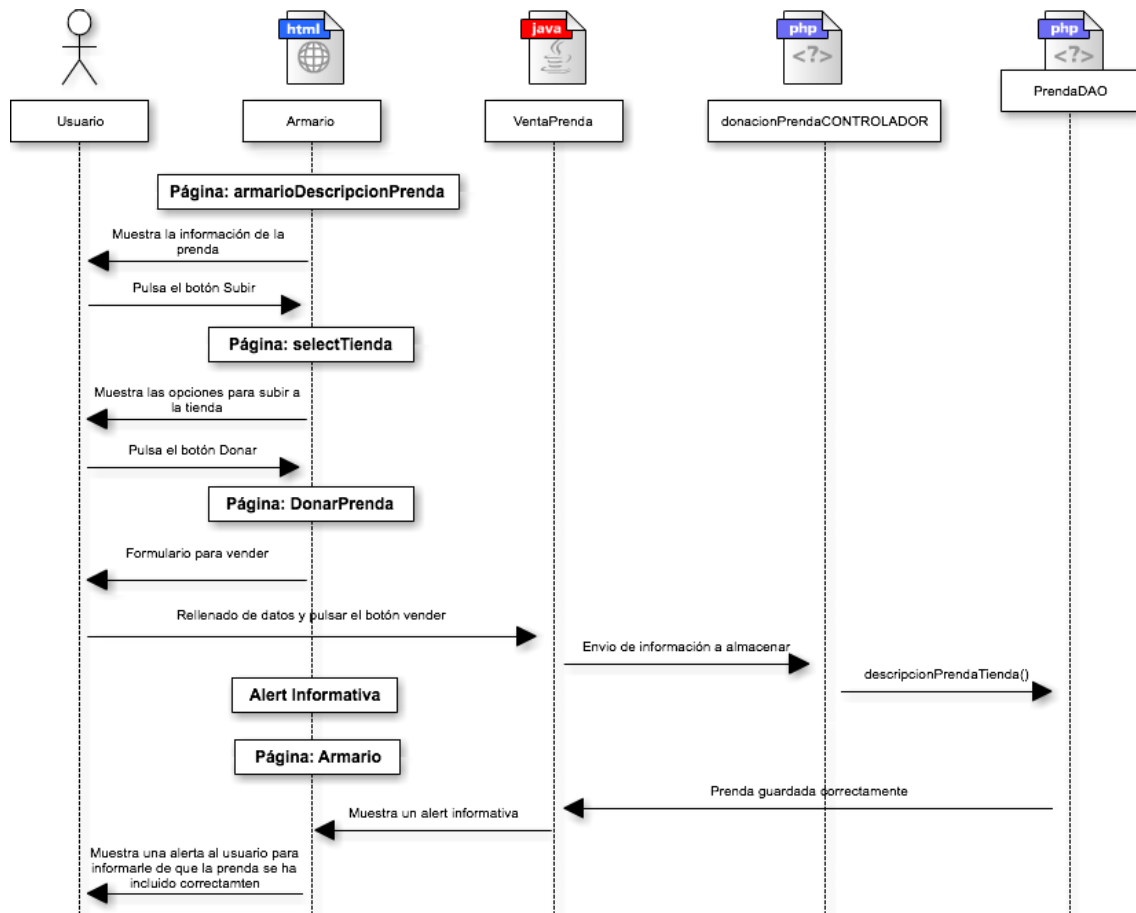 html
java
php
<?>
php
<?>
Usuario
Armario
VentaPrenda
donacionPrendaCONTROLADOR
PrendaDAO
Página: armarioDescripcionPrenda
Muestra la información de la
prenda
Pulsa el botón Subir
Página: selectTienda
Muestra las opciones para subir a
la tienda
Pulsa el botón Donar
Página: DonarPrenda
Formulario para vender
Rellenado de datos y pulsar el botón vender
Envio de información a almacenar
descripcionPrendaTienda()
Alert Informativa
Página: Armario
Prenda guardada correctamente
Muestra un alert informativa
Muestra una alerta al usuario para
informarle de que la prenda se ha
incluido correctamten